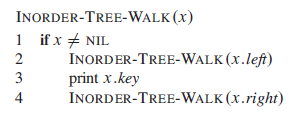 INORDER-TREE-WALK(x)
1 if x ≠ NIL
2 INORDER-TREE-WALK(x.left)
3 print x.key
4 INORDER-TREE-WALK(x.right)